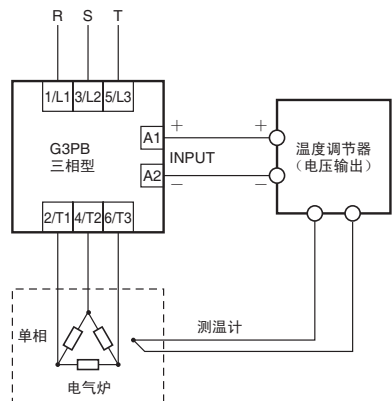 R S T
1/L1 3/L2 5/L3
G3PB
三相型
A1
A2
+
INPUT
−
+
−
温度调节器
(电压输出)
2/T1 4/T2 6/T3
单相
电气炉
测温计